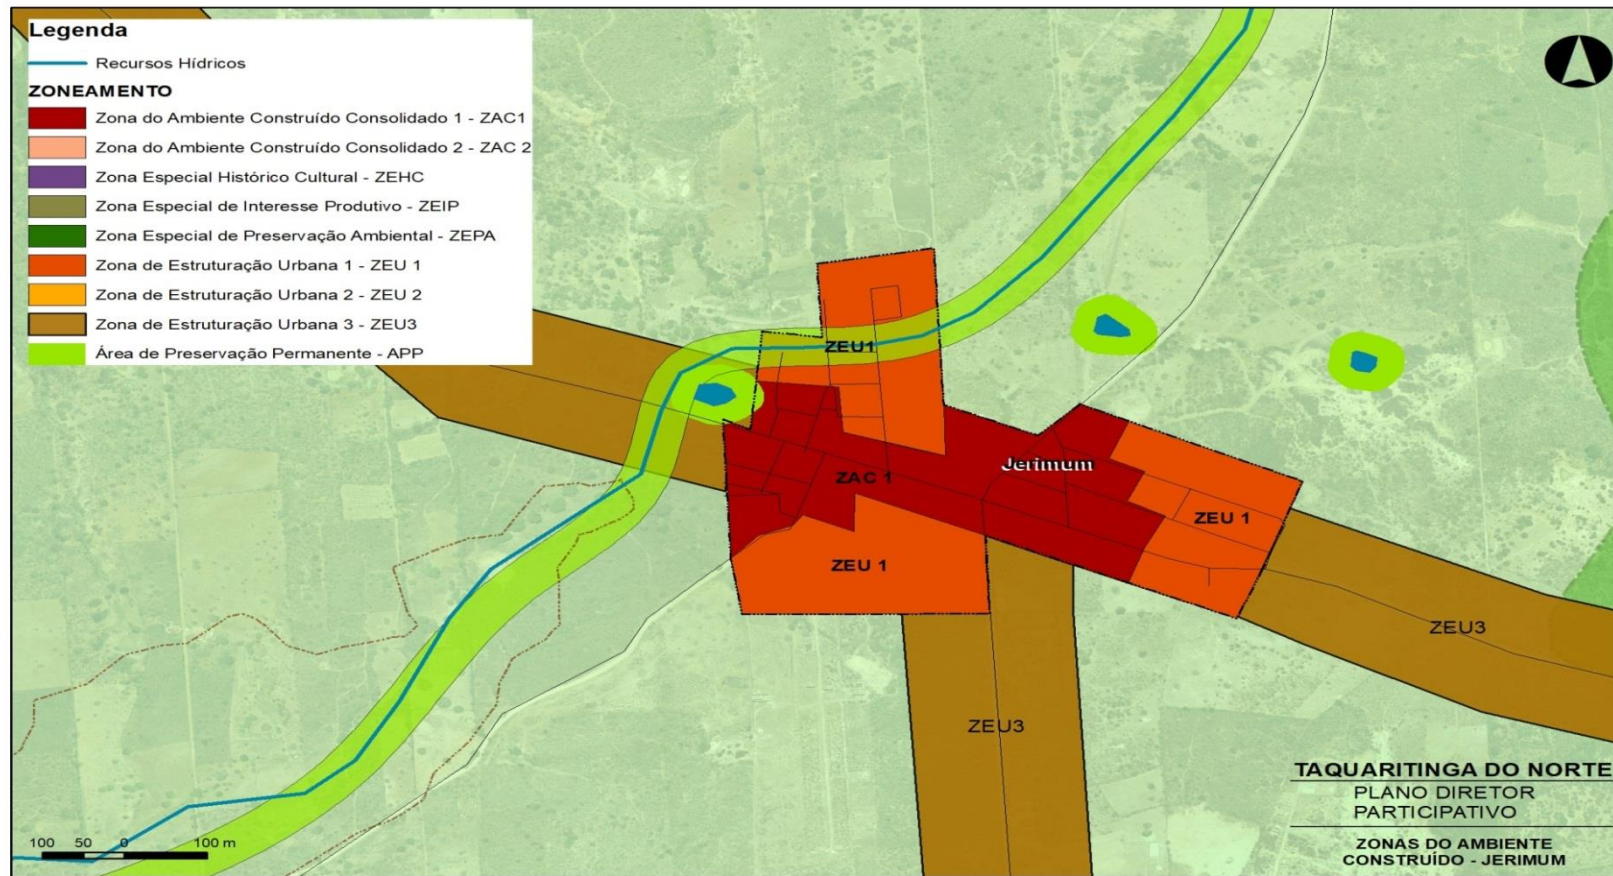 Legenda
Recursos Hídricos
ZONEAMENTO
Zona do Ambiente Construído Consolidado 1 - ZAC1
Zona do Ambiente Construído Consolidado 2 - ZAC 2
Zona Especial Histórico Cultural - ZEHC
Zona Especial de Interesse Produtivo - ZEIP
Zona Especial de Preservação Ambiental - ZEPA
Zona de Estruturação Urbana 1 - ZEU 1
Zona de Estruturação Urbana 2 - ZEU 2
Zona de Estruturação Urbana 3 - ZEU3
Área de Preservação Permanente - APP
ZEU1
Jerimum
ZAC 1
ZEU 1
ZEU 1
ZEU3
ZEU3
TAQUARITINGA DO NORTE
PLANO DIRETOR
PARTICIPATIVO
ZONAS DO AMBIENTE
CONSTRUÍDO - JERIMUM
100 50 0 100 m